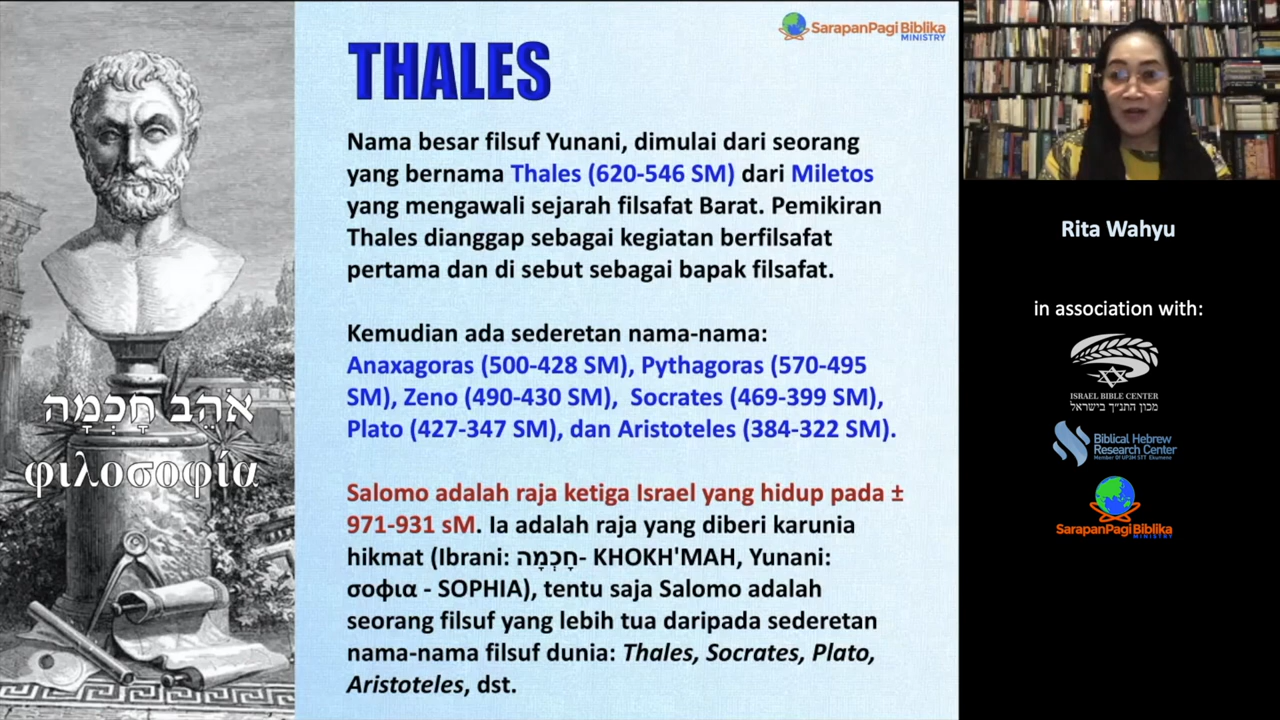 SarapanPagi Biblika
MINISTRY
THALES
Nama besar filsuf Yunani, dimulai dari seorang
yang bernama Thales (620-546 SM) dari Miletos
yang mengawali sejarah filsafat Barat. Pemikiran
Thales dianggap sebagai kegiatan berfilsafat
pertama dan di sebut sebagai bapak filsafat.
Kemudian ada sederetan nama-nama:
Anaxagoras (500-428 SM), Pythagoras (570-495
SM), Zeno (490-430 SM), Socrates (469-399 SM),
Plato (427-347 SM), dan Aristoteles (384-322 SM).
Salomo adalah raja ketiga Israel yang hidup pada ±
971-931 sM. Ia adalah raja yang diberi karunia
hikmat (Ibrani: חָכְמָה- KHOKH'MAH, Yunani:
σοφια - SOPHIA), tentu saja Salomo adalah
seorang filsuf yang lebih tua daripada sederetan
nama-nama filsuf dunia: Thales, Socrates, Plato,
Aristoteles, dst.
אֹהֵב חָכְמָה
φιλοσοφία
Rita Wahyu
in association with:
ISRAEL BIBLE CENTER
מכון התנ״ך בישראל
Biblical Hebrew
Research Center
Member Of UP3M STT Ekumene
SarapanPagi Biblika
MINISTRY